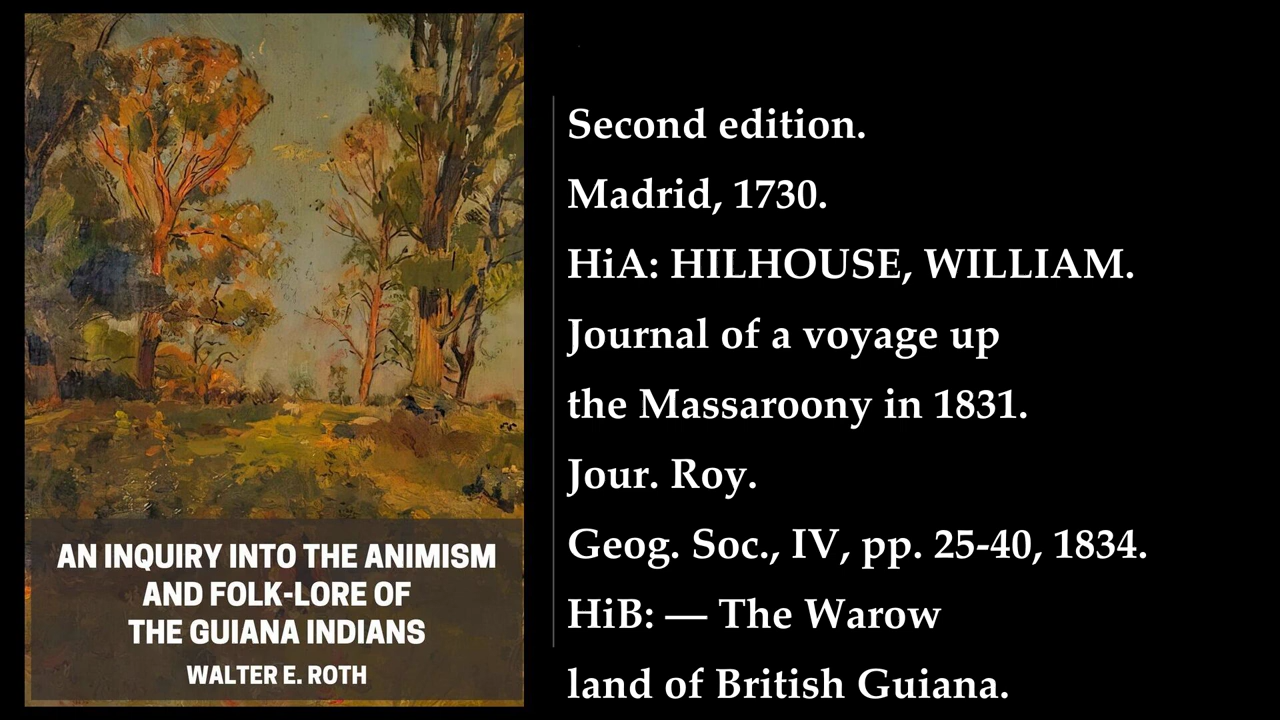 AN INQUIRY INTO THE ANIMISM
AND FOLK-LORE OF
THE GUIANA INDIANS
WALTER E. ROTH
Second edition.
Madrid, 1730.
HiA: HILHOUSE, WILLIAM.
Journal of a voyage up
the Massaroony in 1831.
Jour. Roy.
Geog. Soc., IV, pp. 25-40, 1834.
HiB: — The Warow
land of British Guiana.